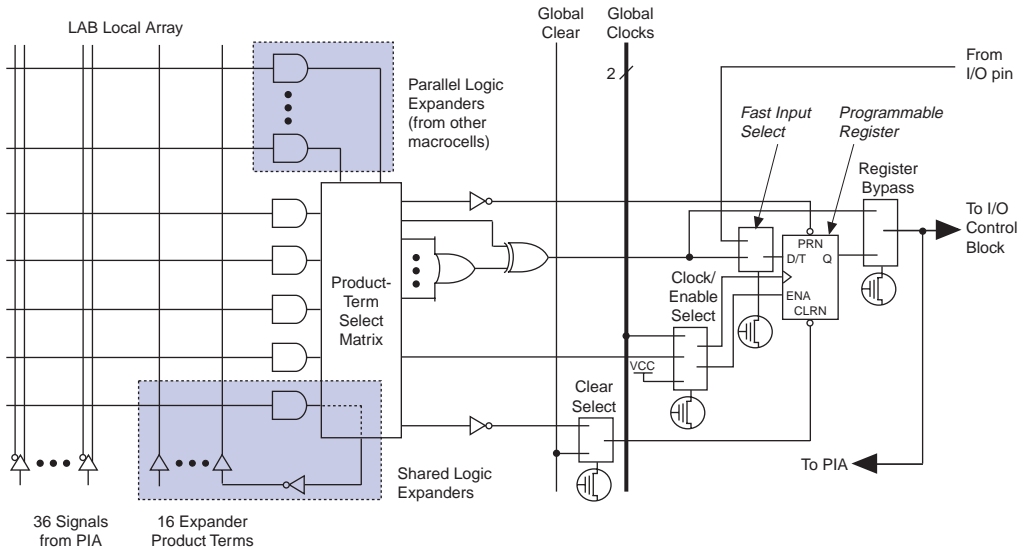 LAB Local Array
Global
Clear
Global
Clocks
2
From
I/O pin
Parallel Logic
Expanders
(from other
macrocells)
Fast Input
Select
Programmable
Register
Register
Bypass
To I/O
Control
Block
PRN
D/T
Q
ENA
CLRN
Product-
Term
Select
Matrix
Clock/
Enable
Select
VCC
Clear
Select
To PIA
Shared Logic
Expanders
36 Signals
from PIA
16 Expander
Product Terms